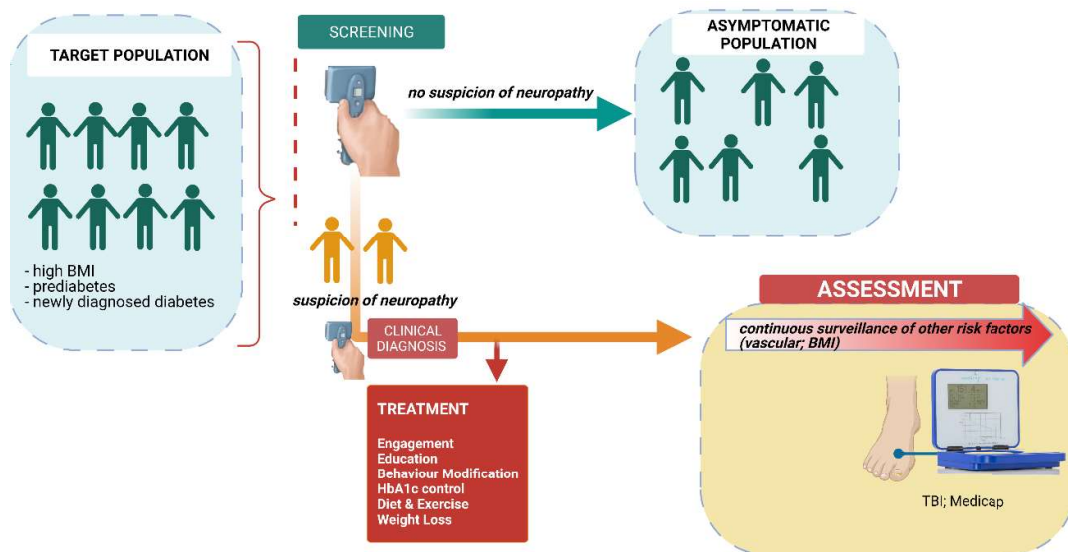 TARGET POPULATION
- high BMI
- prediabetes
- newly diagnosed diabetes
SCREENING
no suspicion of neuropathy
ASYMPTOMATIC
POPULATION
suspicion of neuropathy
CLINICAL
DIAGNOSIS
TREATMENT
Engagement
Education
Behaviour Modification
HbA1c control
Diet & Exercise
Weight Loss
ASSESSMENT
continuous surveillance of other risk factors
(vascular; BMI)
TBI; Medicap